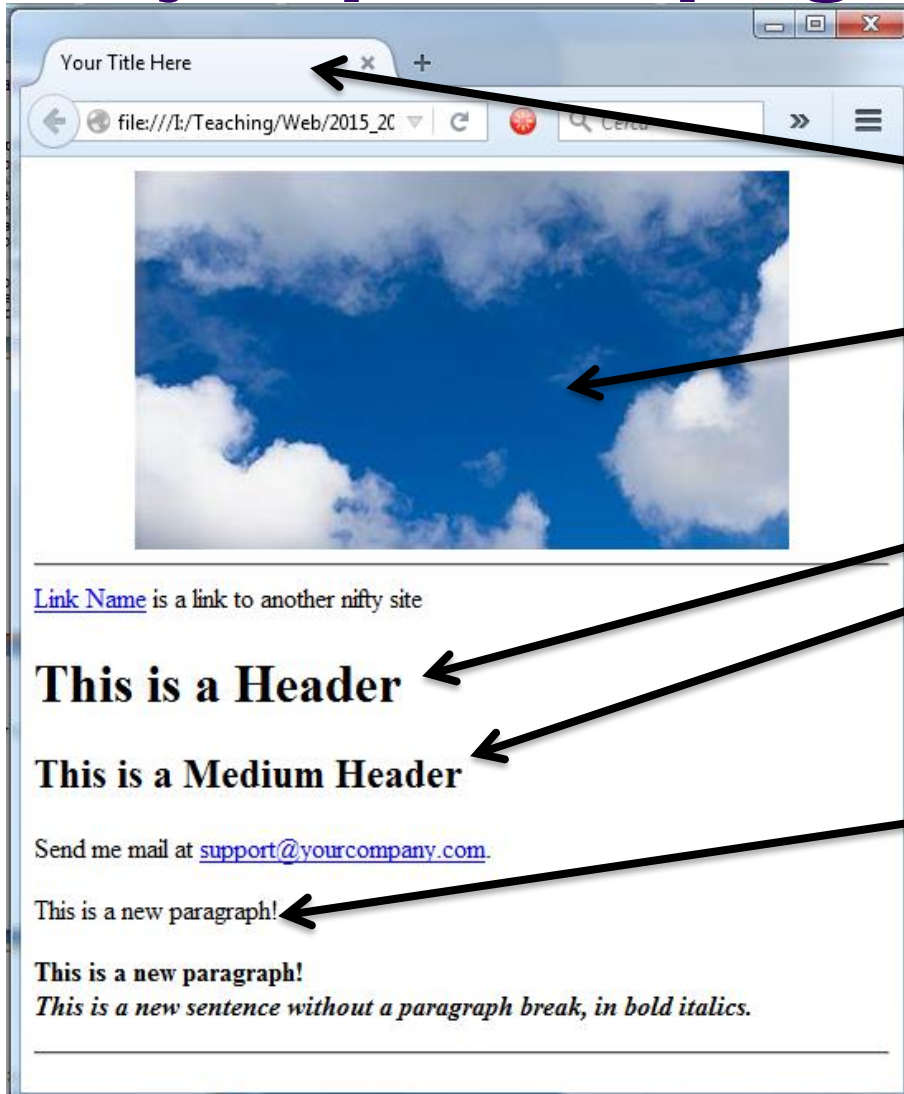 Your Title Here
file:///I:/Teaching/Web/2015_20
Link Name is a link to another nifty site
This is a Header
This is a Medium Header
Send me mail at support@yourcompany.com.
This is a new paragraph!
This is a new paragraph!
This is a new sentence without a paragraph break, in bold italics.